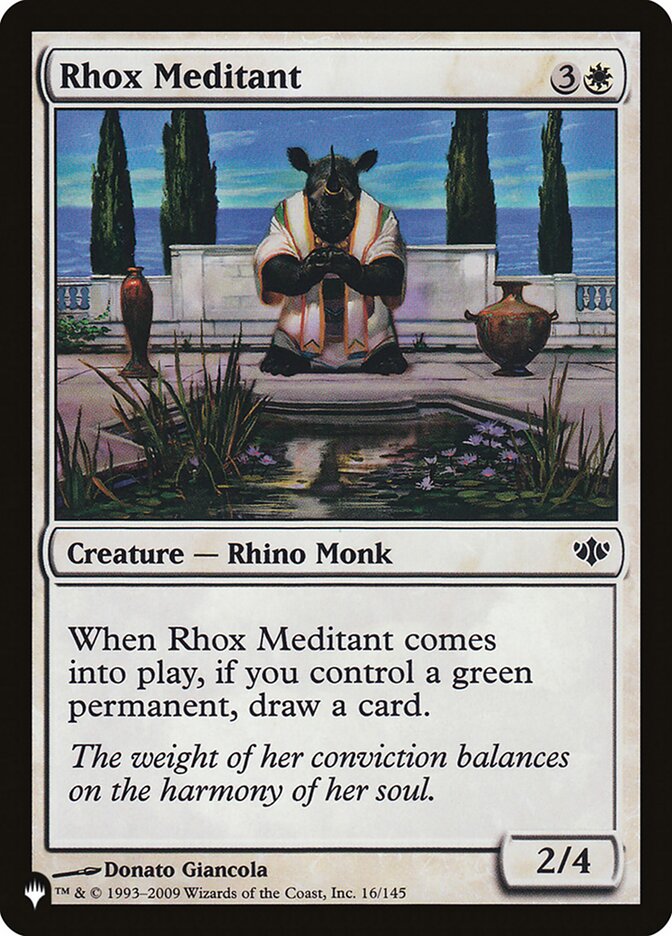 Rhox Meditant 3
Creature — Rhino Monk
When Rhox Meditant comes
into play, if you control a green
permanent, draw a card.
The weight of her conviction balances
on the harmony of her soul.
2/4
Donato Giancola
™ & © 1993–2009 Wizards of the Coast, Inc. 16/145